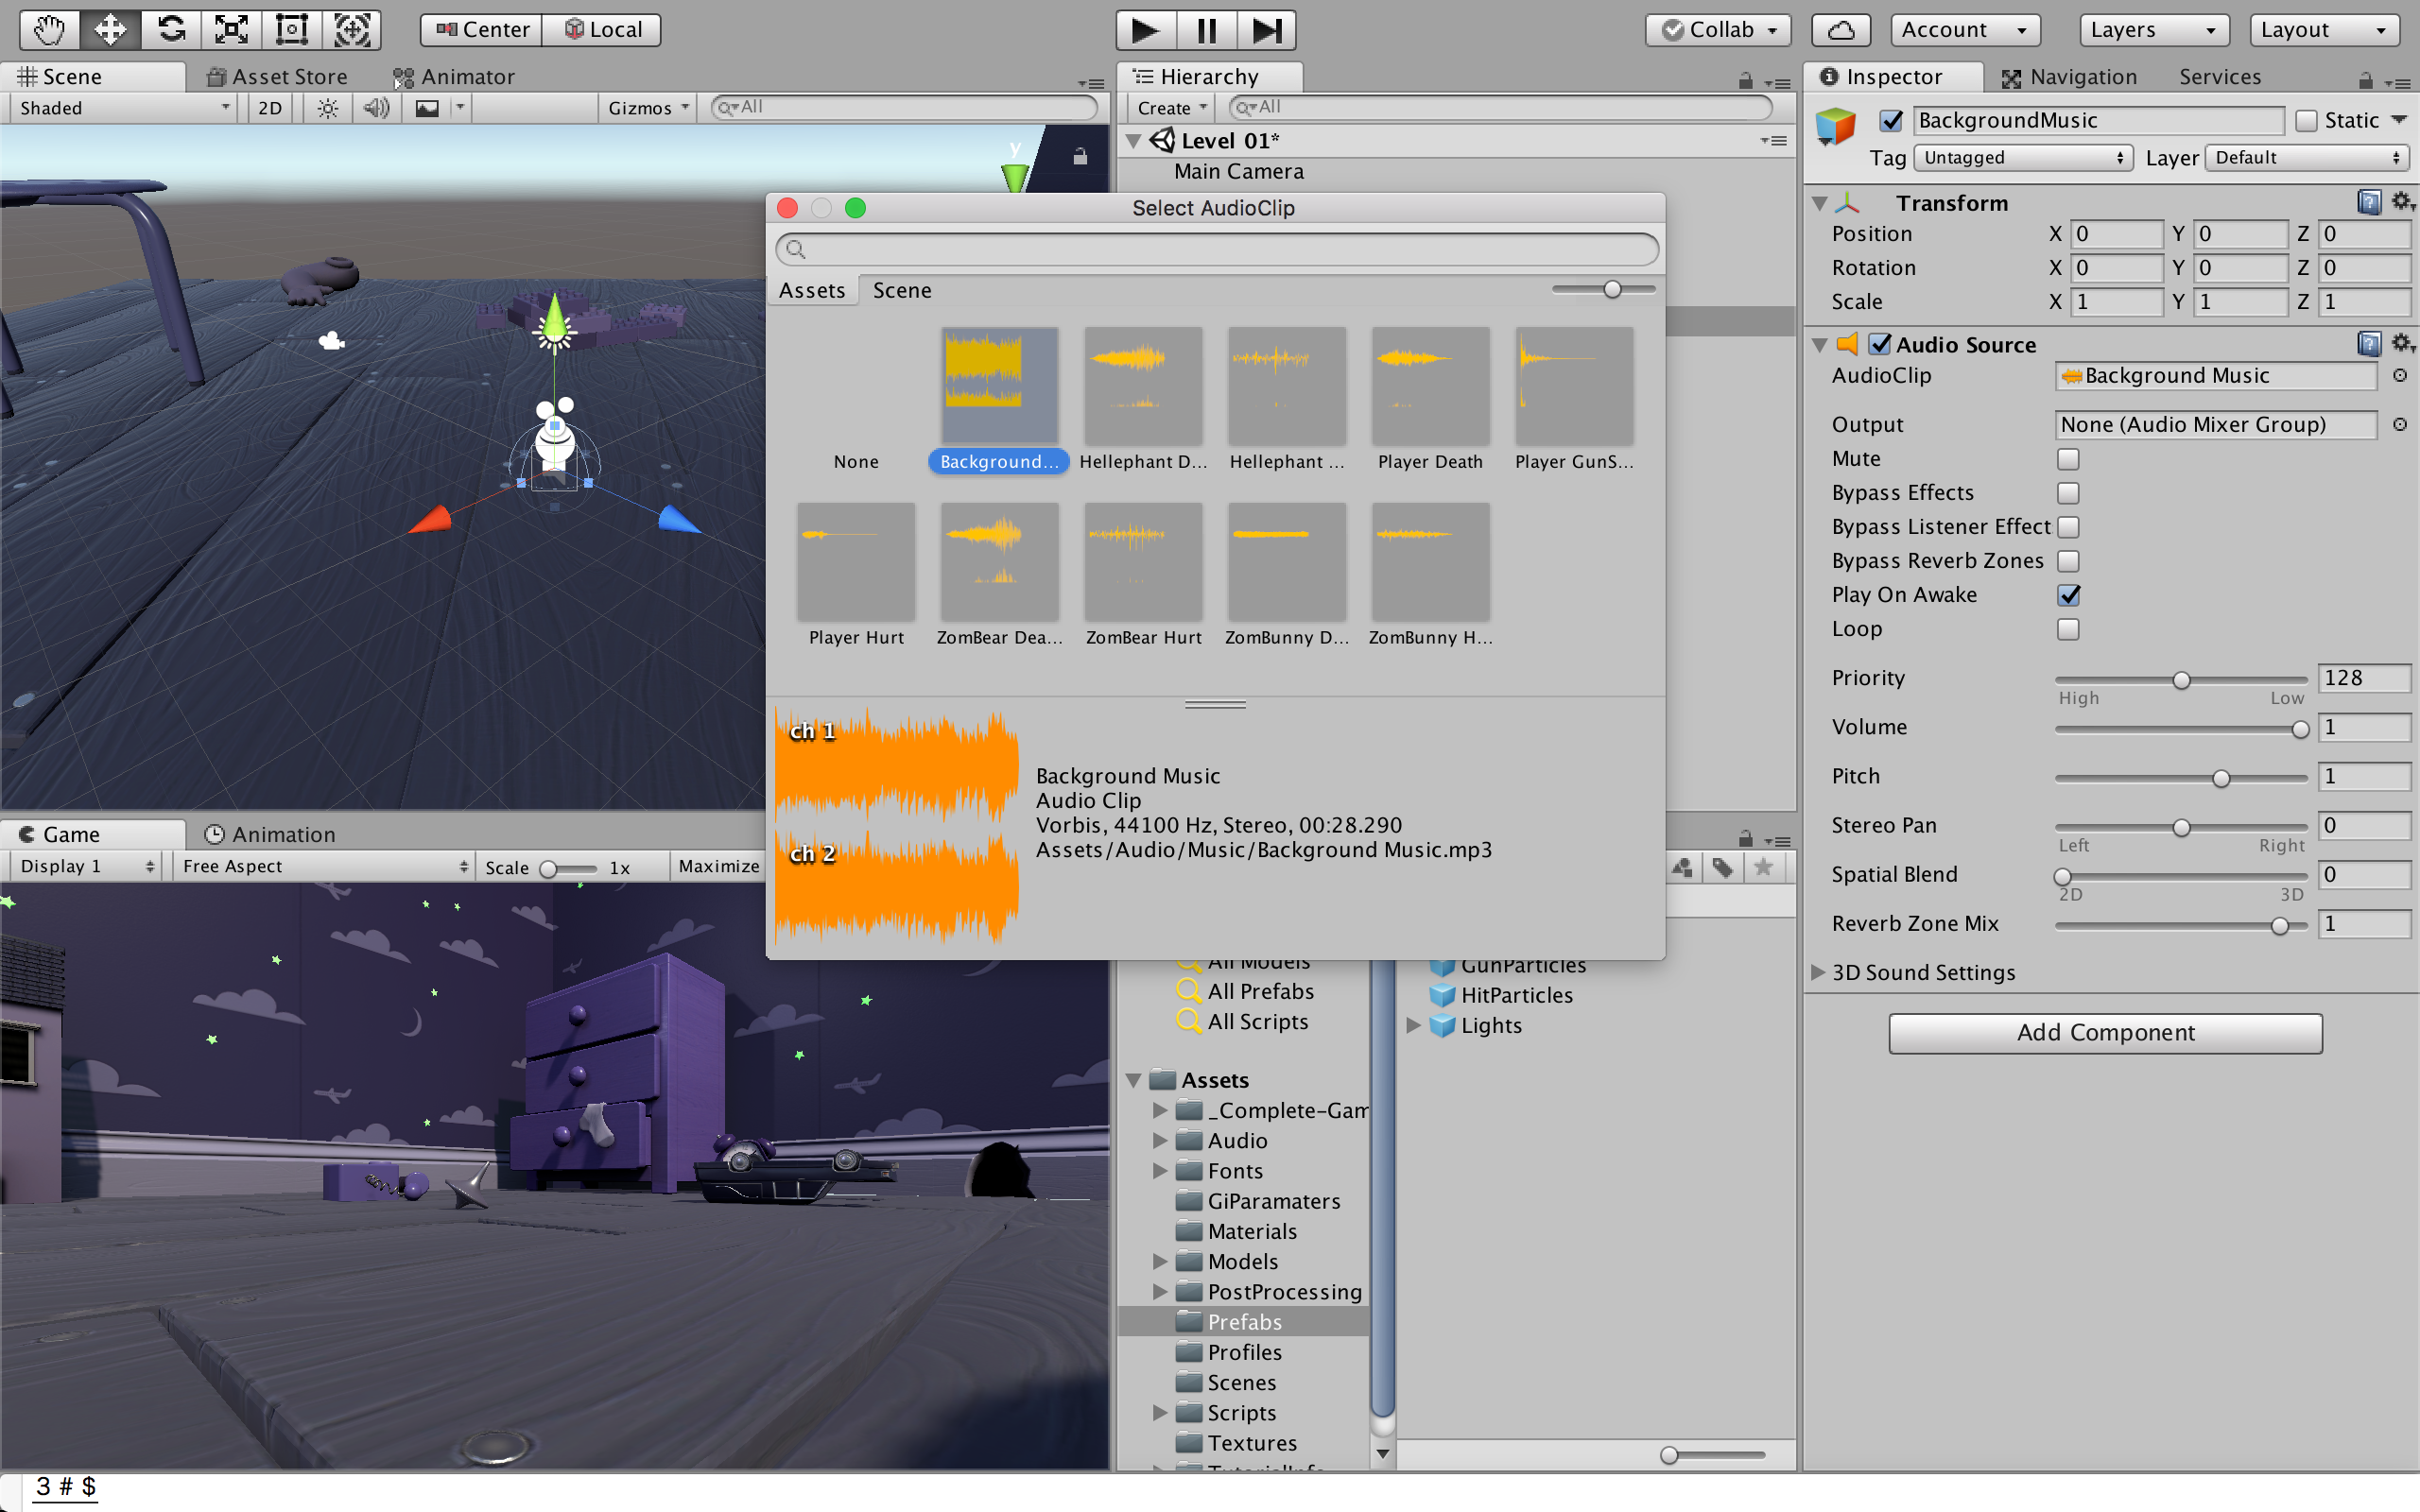 Center Local Collab Account Layers Layout
Scene Asset Store Animator
Shaded 2D Gizmos All
y
Hierarchy
Create All
Level 01*
Main Camera
Select AudioClip
Assets Scene
None Background... Hellephant D... Hellephant ... Player Death Player GunS...
Player Hurt ZomBear Dea... ZomBear Hurt ZomBunny D... ZomBunny H...
ch 1
ch 2
Background Music
Audio Clip
Vorbis, 44100 Hz, Stereo, 00:28.290
Assets/Audio/Music/Background Music.mp3
Game Animation
Display 1 Free Aspect Scale 1x Maximize
All Models
All Prefabs
All Scripts
Assets
_Complete-Gam
Audio
Fonts
GiParamaters
Materials
Models
PostProcessing
Prefabs
Profiles
Scenes
Scripts
Textures
GunParticles
HitParticles
Lights
Inspector Navigation Services
BackgroundMusic Static
Tag Untagged Layer Default
Transform
Position X 0 Y 0 Z 0
Rotation X 0 Y 0 Z 0
Scale X 1 Y 1 Z 1
Audio Source
AudioClip Background Music
Output None (Audio Mixer Group)
Mute
Bypass Effects
Bypass Listener Effect
Bypass Reverb Zones
Play On Awake
Loop
Priority 128
High Low
Volume 1
Pitch 1
Stereo Pan 0
Left Right
Spatial Blend 0
2D 3D
Reverb Zone Mix 1
3D Sound Settings
Add Component
3 # $